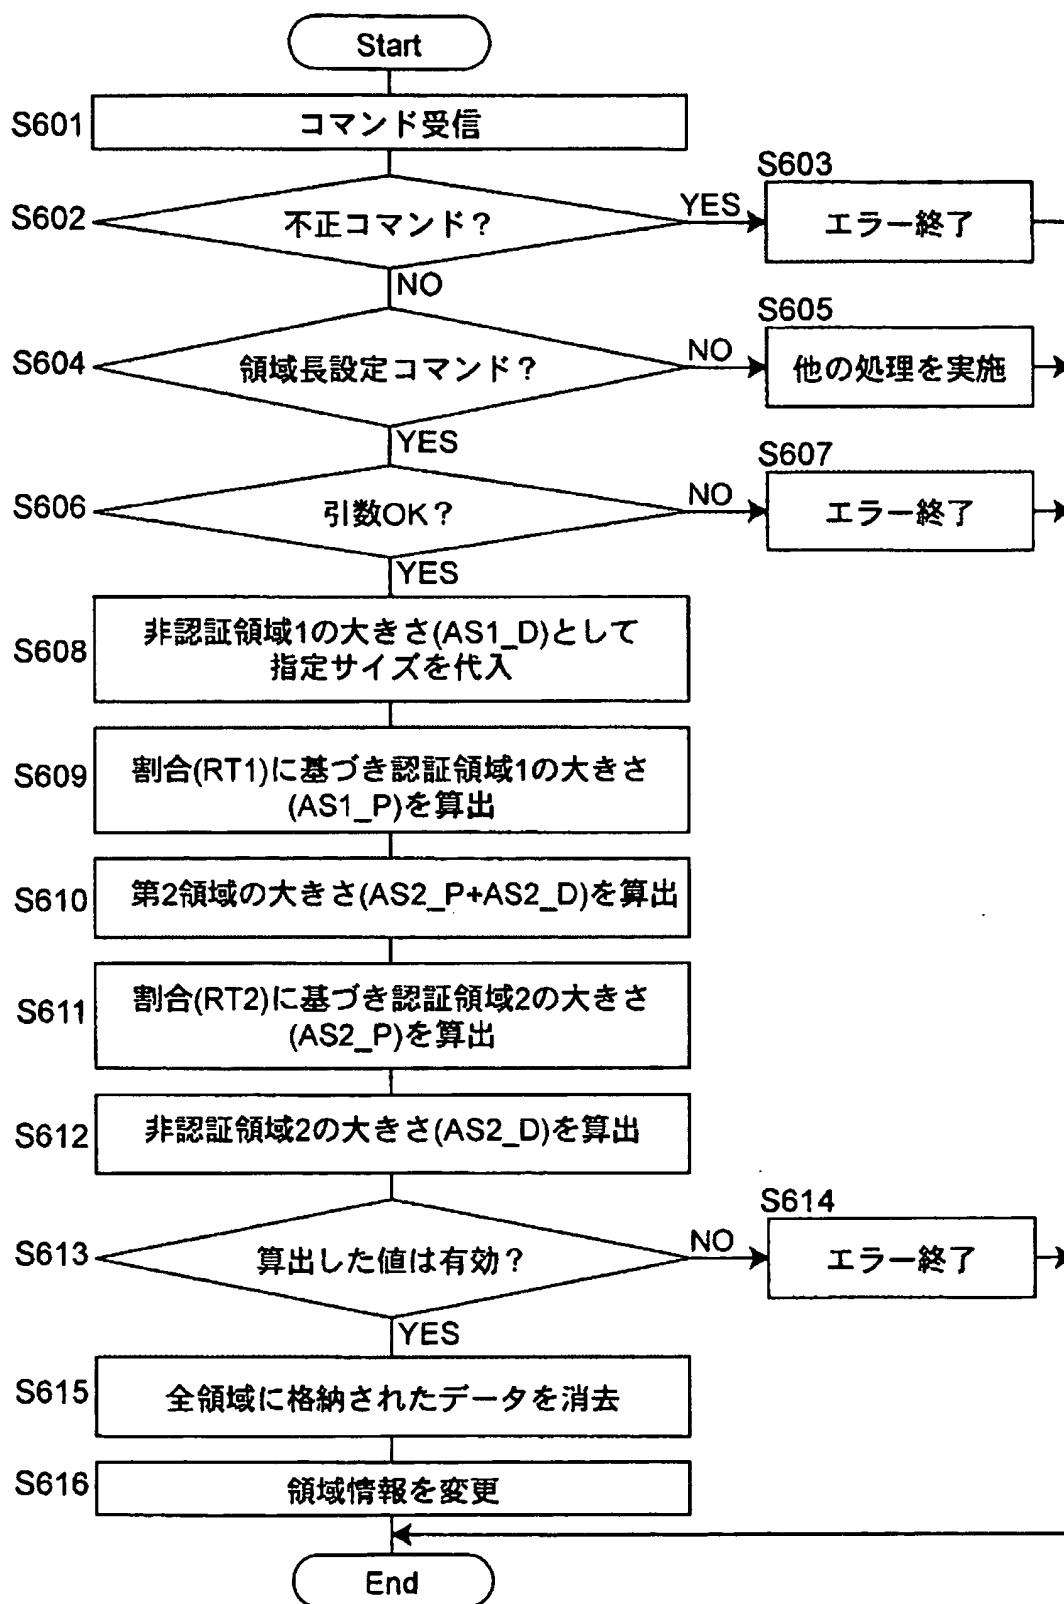 Start
S601
コマンド受信
S602
不正コマンド？
YES
S603
エラー終了
NO
S604
領域長設定コマンド？
NO
S605
他の処理を実施
YES
S606
引数OK？
NO
S607
エラー終了
YES
S608
非認証領域1の大きさ(AS1_D)として
指定サイズを代入
S609
割合(RT1)に基づき認証領域1の大きさ
(AS1_P)を算出
S610
第2領域の大きさ(AS2_P+AS2_D)を算出
S611
割合(RT2)に基づき認証領域2の大きさ
(AS2_P)を算出
S612
非認証領域2の大きさ(AS2_D)を算出
S613
算出した値は有効？
NO
S614
エラー終了
YES
S615
全領域に格納されたデータを消去
S616
領域情報を変更
End